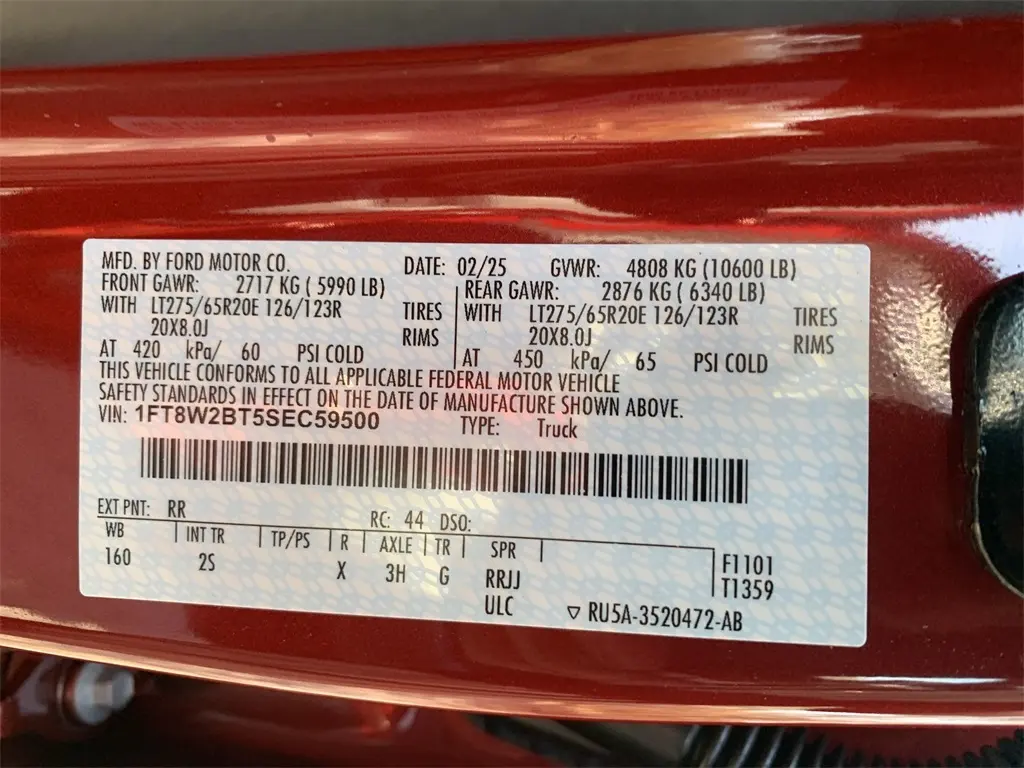 MFD. BY FORD MOTOR CO. DATE: 02/25 GVWR: 4808 KG (10600 LB)
FRONT GAWR: 2717 KG ( 5990 LB) REAR GAWR: 2876 KG ( 6340 LB)
WITH LT275/65R20E 126/123R TIRES WITH LT275/65R20E 126/123R TIRES
20X8.0J RIMS 20X8.0J RIMS
AT 420 kPa/ 60 PSI COLD AT 450 kPa/ 65 PSI COLD
THIS VEHICLE CONFORMS TO ALL APPLICABLE FEDERAL MOTOR VEHICLE
SAFETY STANDARDS IN EFFECT ON THE DATE OF MANUFACTURE SHOWN ABOVE.
VIN: 1FT8W2BT5SEC59500 TYPE: Truck
EXT PNT: RR RC: 44 DSO:
WB INT TR TP/PS R AXLE TR SPR
160 2S X 3H G RRJJ F1101
ULC T1359
▽ RU5A-3520472-AB